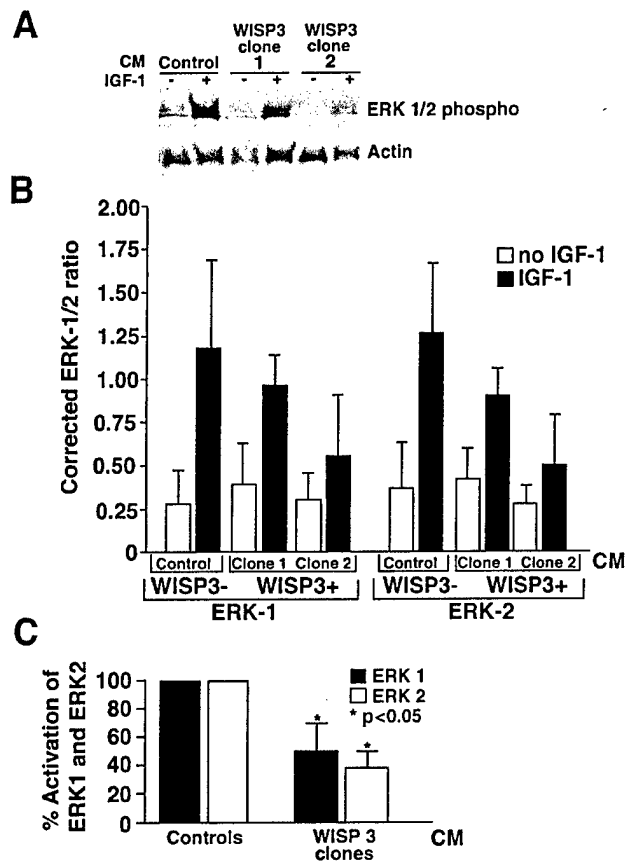 A
WISP3 WISP3
clone clone
CM Control 1 2
IGF-1 - + - + - +
ERK 1/2 phospho
Actin
B
Corrected ERK-1/2 ratio
2.00
1.75
1.50
1.25
1.00
0.75
0.50
0.25
0
no IGF-1
IGF-1
Control Clone 1 Clone 2 Control Clone 1 Clone 2 CM
WISP3- WISP3+ WISP3- WISP3+
ERK-1 ERK-2
C
% Activation of
ERK1 and ERK2
100
80
60
40
20
0
ERK 1
ERK 2
* p<0.05
* *
Controls WISP 3 CM
clones